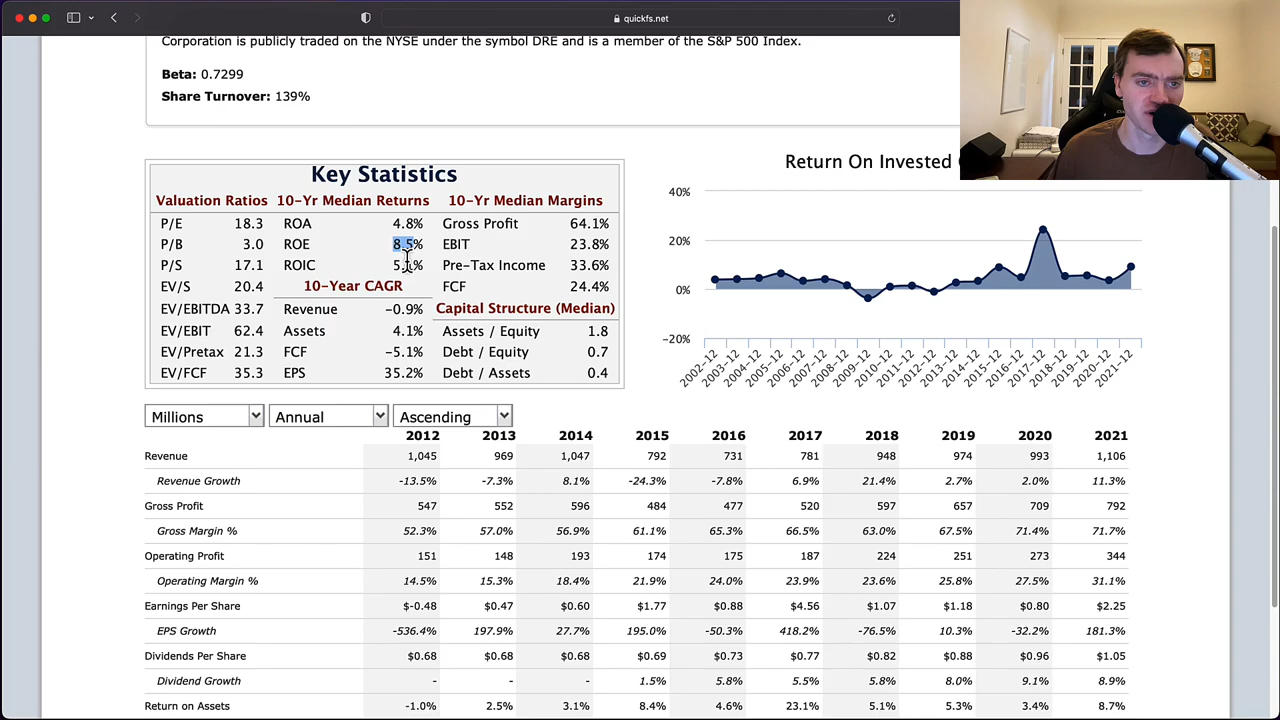 quickfs.net
Corporation is publicly traded on the NYSE under the symbol DRE and is a member of the S&P 500 Index.
Beta: 0.7299
Share Turnover: 139%
Key Statistics
Valuation Ratios 10-Yr Median Returns 10-Yr Median Margins
P/E 18.3 ROA 4.8% Gross Profit 64.1%
P/B 3.0 ROE 8.5% EBIT 23.8%
P/S 17.1 ROIC 5.1% Pre-Tax Income 33.6%
EV/S 20.4 10-Year CAGR FCF 24.4%
EV/EBITDA 33.7 Revenue -0.9% Capital Structure (Median)
EV/EBIT 62.4 Assets 4.1% Assets / Equity 1.8
EV/Pretax 21.3 FCF -5.1% Debt / Equity 0.7
EV/FCF 35.3 EPS 35.2% Debt / Assets 0.4
Return On Invested
40%
20%
0%
-20%
2002-12 2003-12 2004-12 2005-12 2006-12 2007-12 2008-12 2009-12 2010-12 2011-12 2012-12 2013-12 2014-12 2015-12 2016-12 2017-12 2018-12 2019-12 2020-12 2021-12
Millions Annual Ascending
2012 2013 2014 2015 2016 2017 2018 2019 2020 2021
Revenue 1,045 969 1,047 792 731 781 948 974 993 1,106
Revenue Growth -13.5% -7.3% 8.1% -24.3% -7.8% 6.9% 21.4% 2.7% 2.0% 11.3%
Gross Profit 547 552 596 484 477 520 597 657 709 792
Gross Margin % 52.3% 57.0% 56.9% 61.1% 65.3% 66.5% 63.0% 67.5% 71.4% 71.7%
Operating Profit 151 148 193 174 175 187 224 251 273 344
Operating Margin % 14.5% 15.3% 18.4% 21.9% 24.0% 23.9% 23.6% 25.8% 27.5% 31.1%
Earnings Per Share $-0.48 $0.47 $0.60 $1.77 $0.88 $4.56 $1.07 $1.18 $0.80 $2.25
EPS Growth -536.4% 197.9% 27.7% 195.0% -50.3% 418.2% -76.5% 10.3% -32.2% 181.3%
Dividends Per Share $0.68 $0.68 $0.68 $0.69 $0.73 $0.77 $0.82 $0.88 $0.96 $1.05
Dividend Growth - - - 1.5% 5.8% 5.5% 5.8% 8.0% 9.1% 8.9%
Return on Assets -1.0% 2.5% 3.1% 8.4% 4.6% 23.1% 5.1% 5.3% 3.4% 8.7%